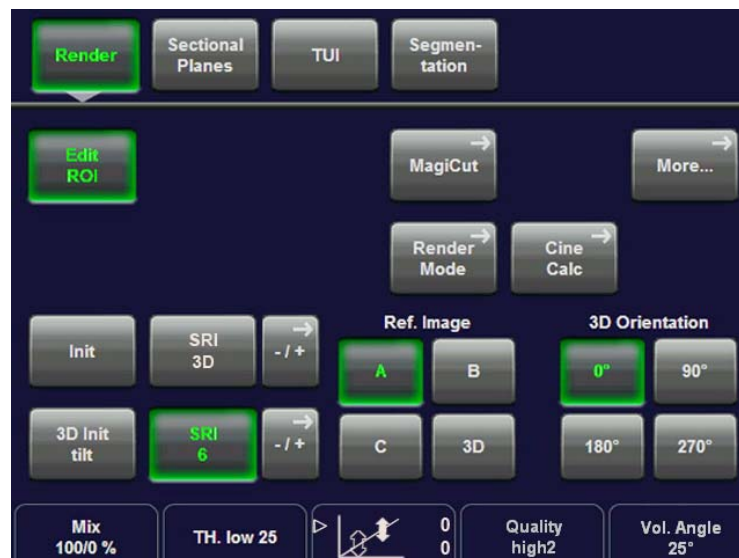 Render
Sectional
Planes
TUI
Segmen-
tation
Edit
ROI
MagiCut
More...
Render
Mode
Cine
Calc
Init
SRI
3D
- / +
Ref. Image
A
B
3D Orientation
0°
90°
3D Init
tilt
SRI
6
- / +
C
3D
180°
270°
Mix
100/0 %
TH. low 25
0
0
Quality
high2
Vol. Angle
25°